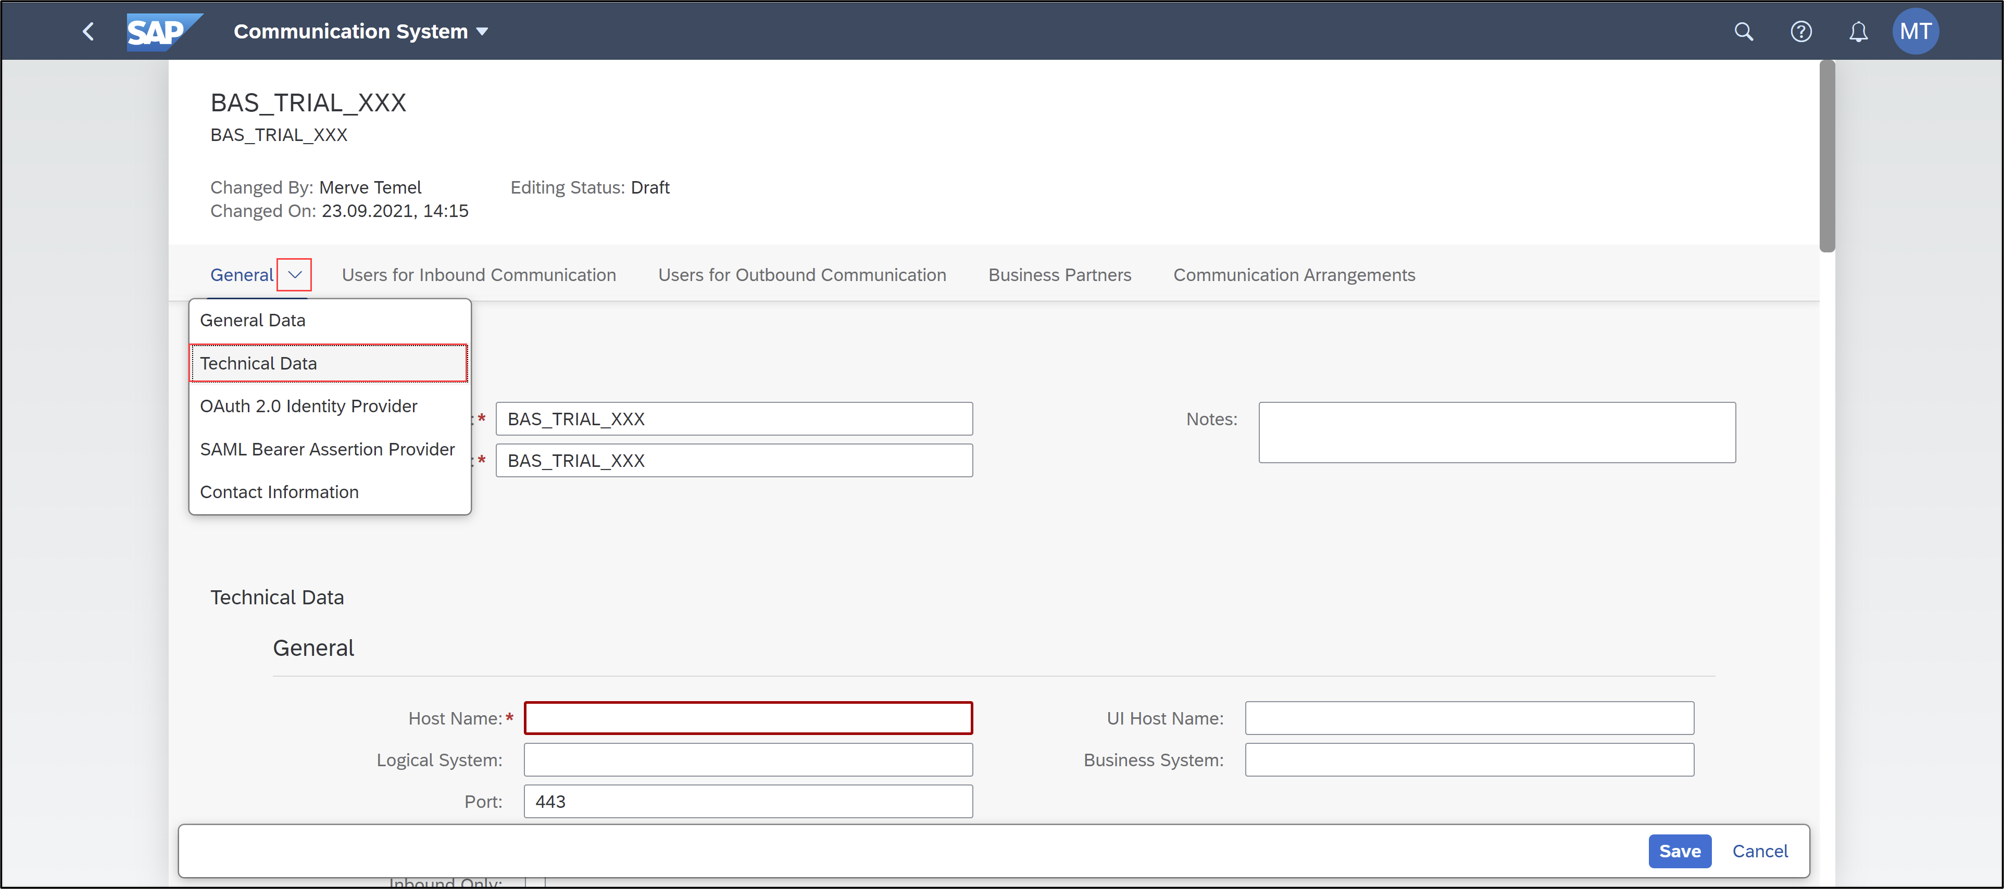 SAP Communication System MT
BAS_TRIAL_XXX
BAS_TRIAL_XXX
Changed By: Merve Temel Editing Status: Draft
Changed On: 23.09.2021, 14:15
General Users for Inbound Communication Users for Outbound Communication Business Partners Communication Arrangements
General Data
Technical Data
OAuth 2.0 Identity Provider
SAML Bearer Assertion Provider
Contact Information
:* BAS_TRIAL_XXX Notes:
:* BAS_TRIAL_XXX
Technical Data
General
Host Name:* UI Host Name:
Logical System: Business System:
Port: 443
Save Cancel
Inbound Only: